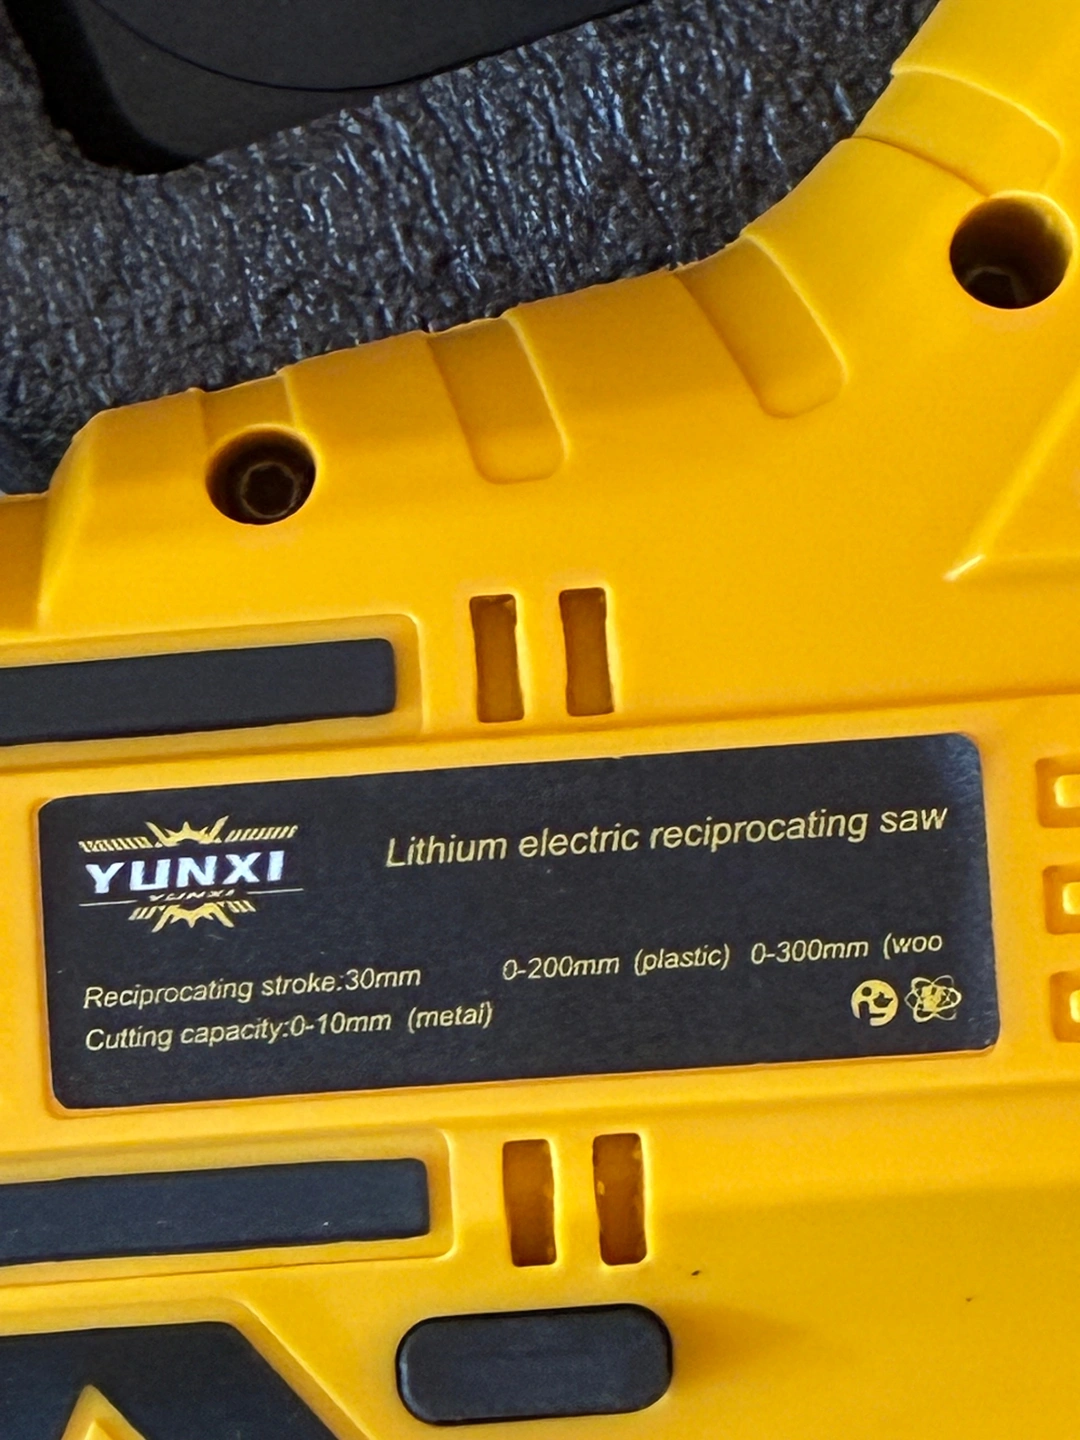 YUNXI
YUNXI
Lithium electric reciprocating saw
Reciprocating stroke:30mm
0-200mm (plastic) 0-300mm (woo
Cutting capacity:0-10mm (metai)